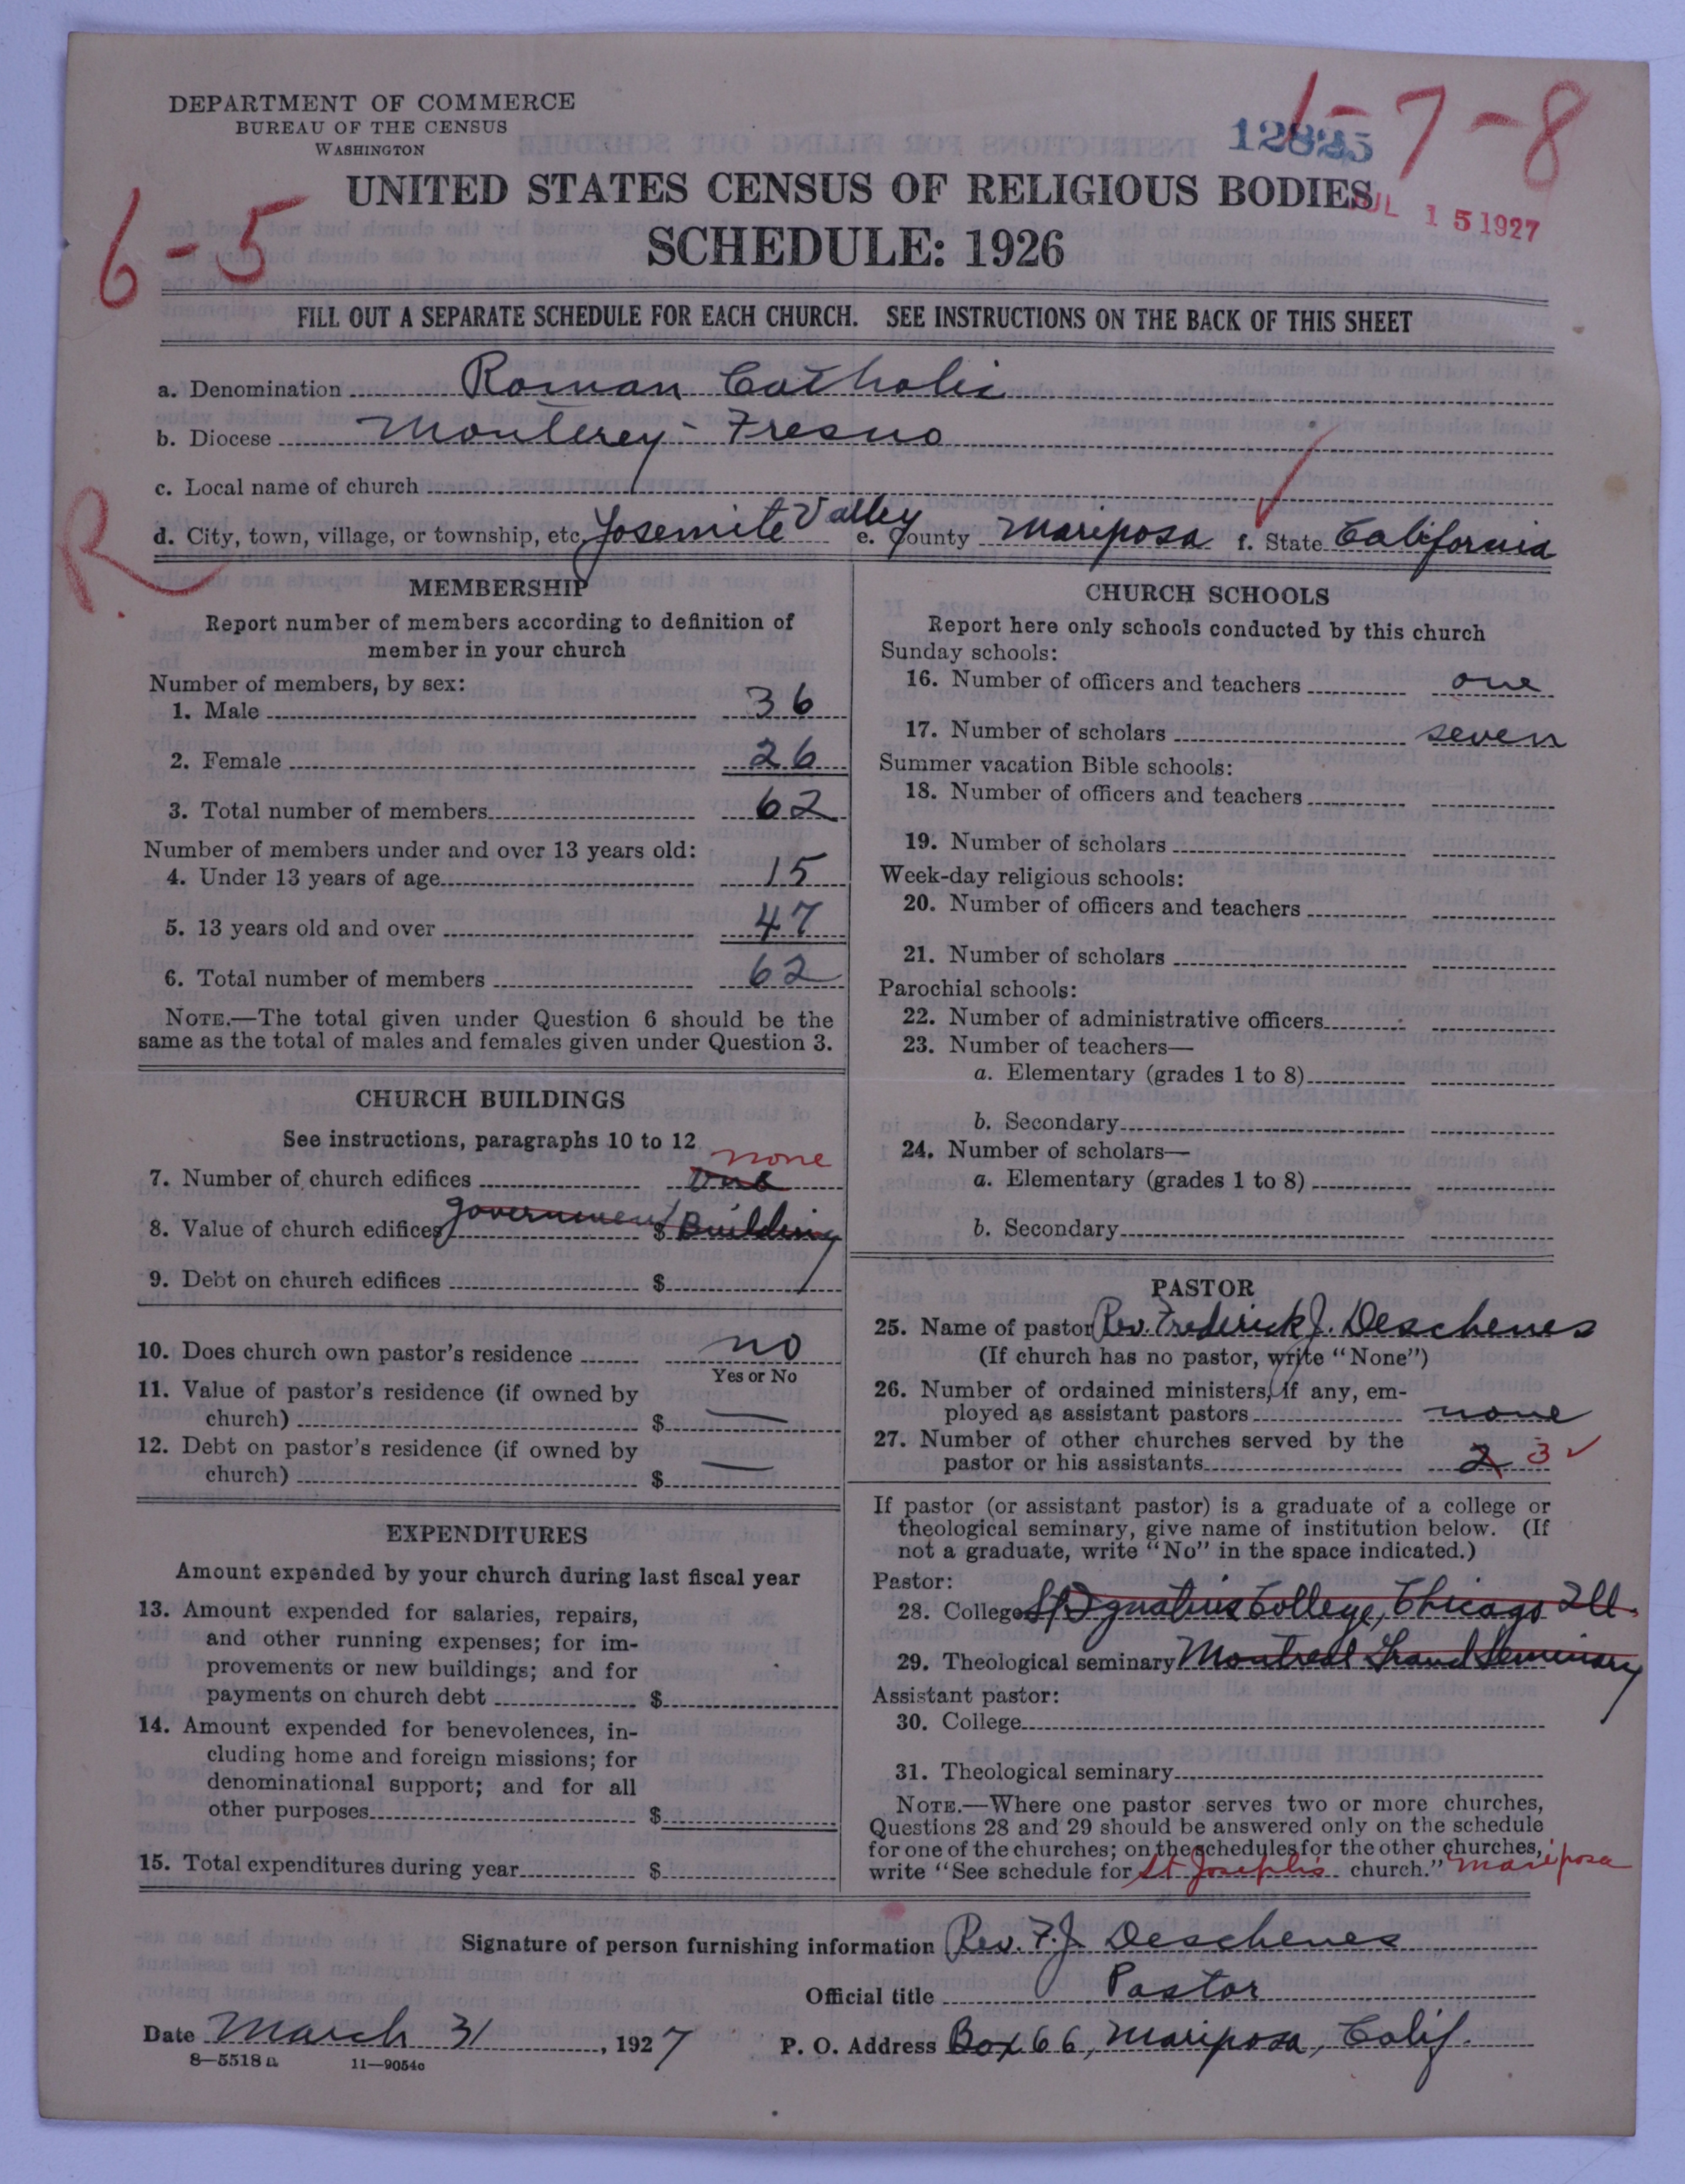 DEPARTMENT OF COMMERCE
BUREAU OF THE CENSUS
WASHINGTON
1-7-8
6-5
UNITED STATES CENSUS OF RELIGIOUS BODIES
JUL 15 1927
SCHEDULE: 1926
FILL OUT A SEPARATE SCHEDULE FOR EACH CHURCH. SEE INSTRUCTIONS ON THE BACK OF THIS SHEET
a. Denomination Roman Catholic
b. Diocese Monterey-Fresno
c. Local name of church
R
d. City, town, village, or township, etc. Yosemite Valley e. County Mariposa f. State California
MEMBERSHIP
Report number of members according to definition of
member in your church
Number of members, by sex:
1. Male 36
2. Female 26
3. Total number of members 62
Number of members under and over 13 years old:
4. Under 13 years of age 15
5. 13 years old and over 47
6. Total number of members 62
NOTE.—The total given under Question 6 should be the
same as the total of males and females given under Question 3.
CHURCH BUILDINGS
See instructions, paragraphs 10 to 12
none
7. Number of church edifices one
8. Value of church edifices Government $ Building
9. Debt on church edifices $
10. Does church own pastor's residence no
Yes or No
11. Value of pastor's residence (if owned by
church) $ —
12. Debt on pastor's residence (if owned by
church) $ —
EXPENDITURES
Amount expended by your church during last fiscal year
13. Amount expended for salaries, repairs,
and other running expenses; for im-
provements or new buildings; and for
payments on church debt $
14. Amount expended for benevolences, in-
cluding home and foreign missions; for
denominational support; and for all
other purposes $
15. Total expenditures during year $
CHURCH SCHOOLS
Report here only schools conducted by this church
Sunday schools:
16. Number of officers and teachers one
17. Number of scholars seven
Summer vacation Bible schools:
18. Number of officers and teachers
19. Number of scholars
Week-day religious schools:
20. Number of officers and teachers
21. Number of scholars
Parochial schools:
22. Number of administrative officers
23. Number of teachers—
a. Elementary (grades 1 to 8)
b. Secondary
24. Number of scholars—
a. Elementary (grades 1 to 8)
b. Secondary
PASTOR
25. Name of pastor Rev. Frederick J. Deschenes
(If church has no pastor, write "None")
26. Number of ordained ministers, if any, em-
ployed as assistant pastors none
27. Number of other churches served by the
pastor or his assistants 2 3 ✓
If pastor (or assistant pastor) is a graduate of a college or
theological seminary, give name of institution below. (If
not a graduate, write "No" in the space indicated.)
Pastor:
28. College St Ignatius College, Chicago Ill.
29. Theological seminary Montreal Grand Seminary
Assistant pastor:
30. College
31. Theological seminary
NOTE.—Where one pastor serves two or more churches,
Questions 28 and 29 should be answered only on the schedule
for one of the churches; on the schedules for the other churches,
write "See schedule for St Joseph's church." Mariposa
Signature of person furnishing information Rev. F. J. Deschenes
Official title Pastor
Date March 31, 1927 P. O. Address Box 66, Mariposa, Calif.
8—5518 a 11—9054c